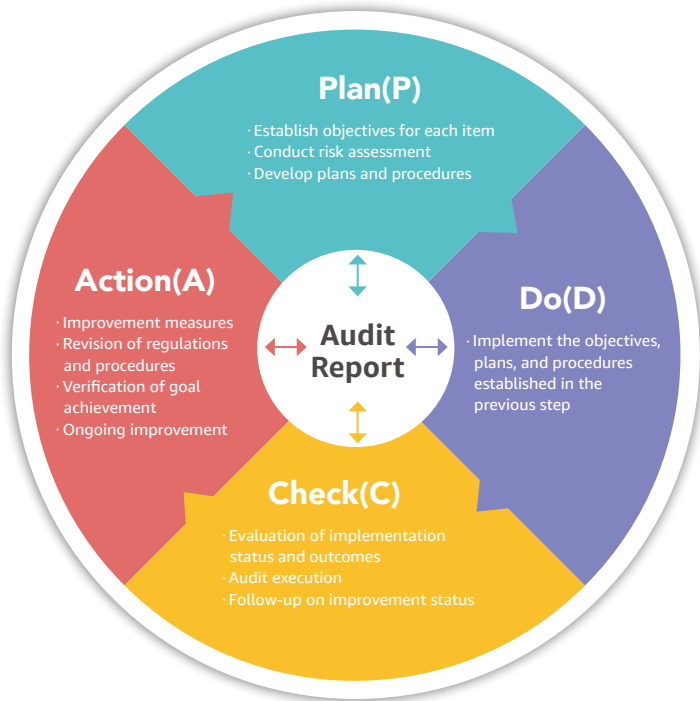 Plan(P)
· Establish objectives for each item
· Conduct risk assessment
· Develop plans and procedures
Do(D)
· Implement the objectives,
plans, and procedures
established in the
previous step
Check(C)
· Evaluation of implementation
status and outcomes
· Audit execution
· Follow-up on improvement status
Action(A)
· Improvement measures
· Revision of regulations
and procedures
· Verification of goal
achievement
· Ongoing improvement
Audit
Report